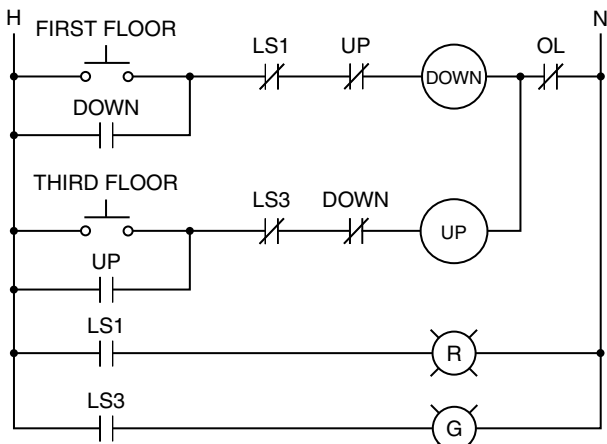 H N
FIRST FLOOR
LS1 UP OL
DOWN
DOWN
THIRD FLOOR
LS3 DOWN
UP
UP
LS1
R
LS3
G